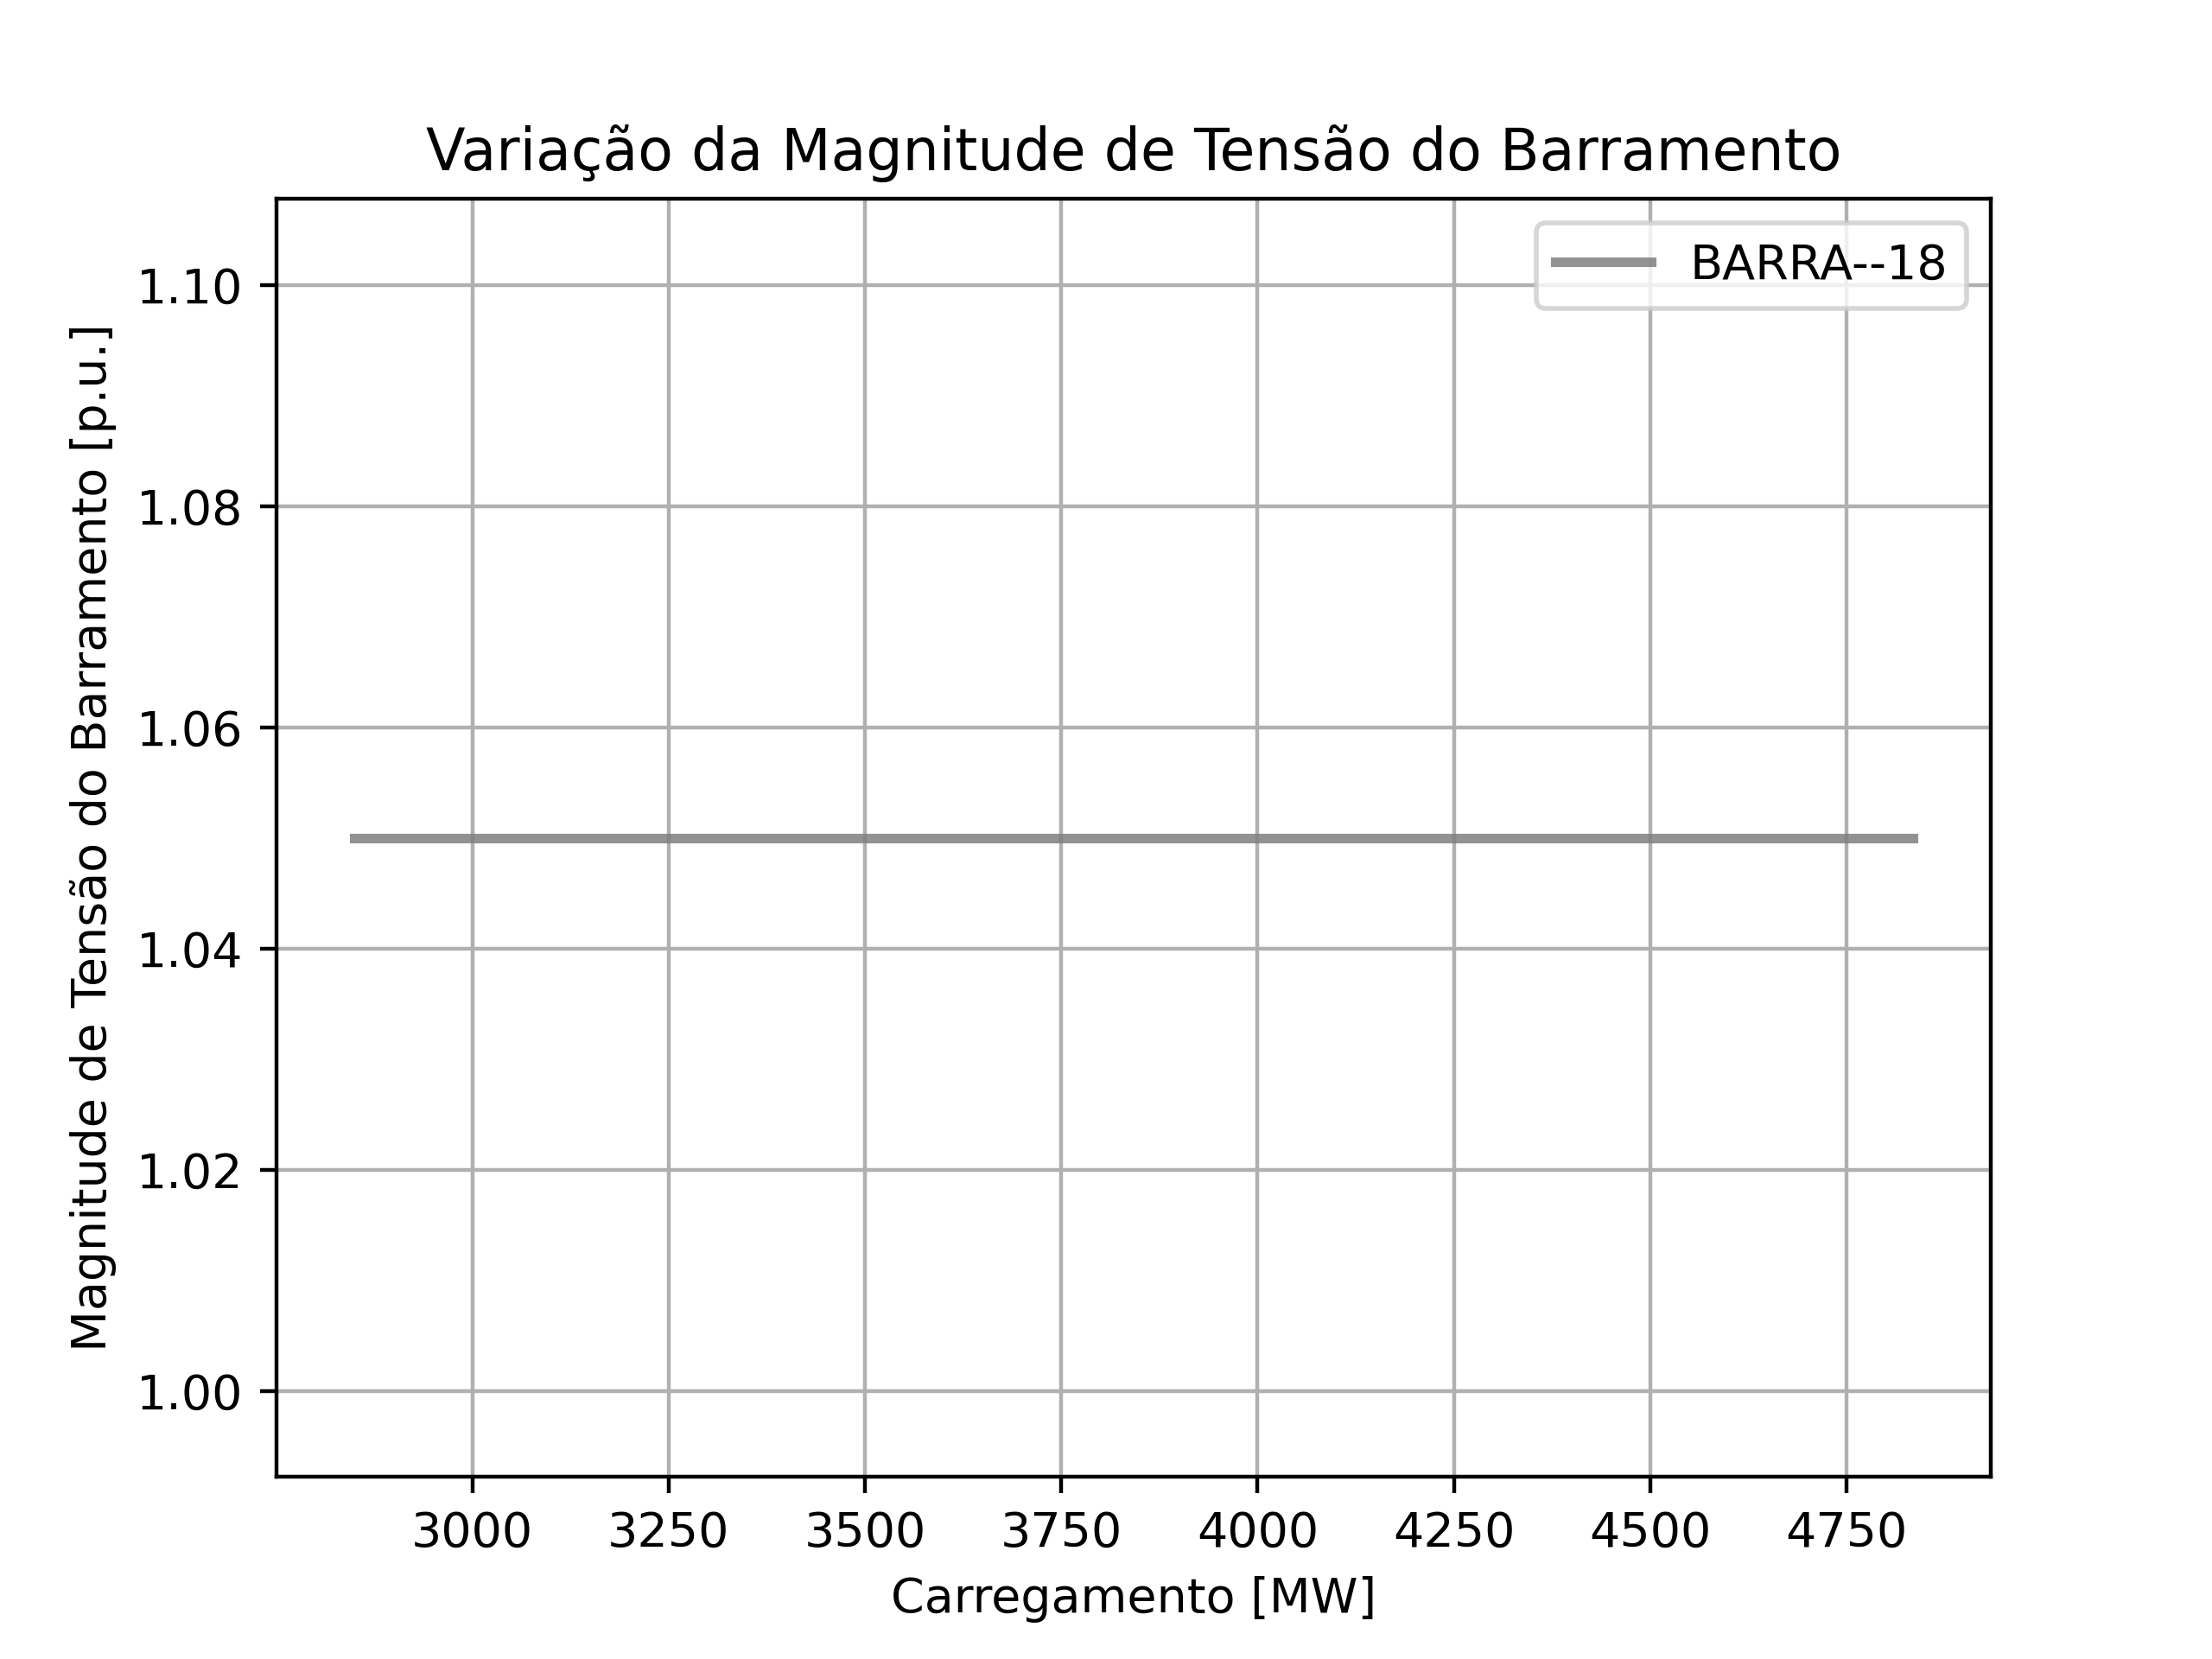 Variação da Magnitude de Tensão do Barramento
BARRA--18
Magnitude de Tensão do Barramento [p.u.]
1.10
1.08
1.06
1.04
1.02
1.00
3000 3250 3500 3750 4000 4250 4500 4750
Carregamento [MW]